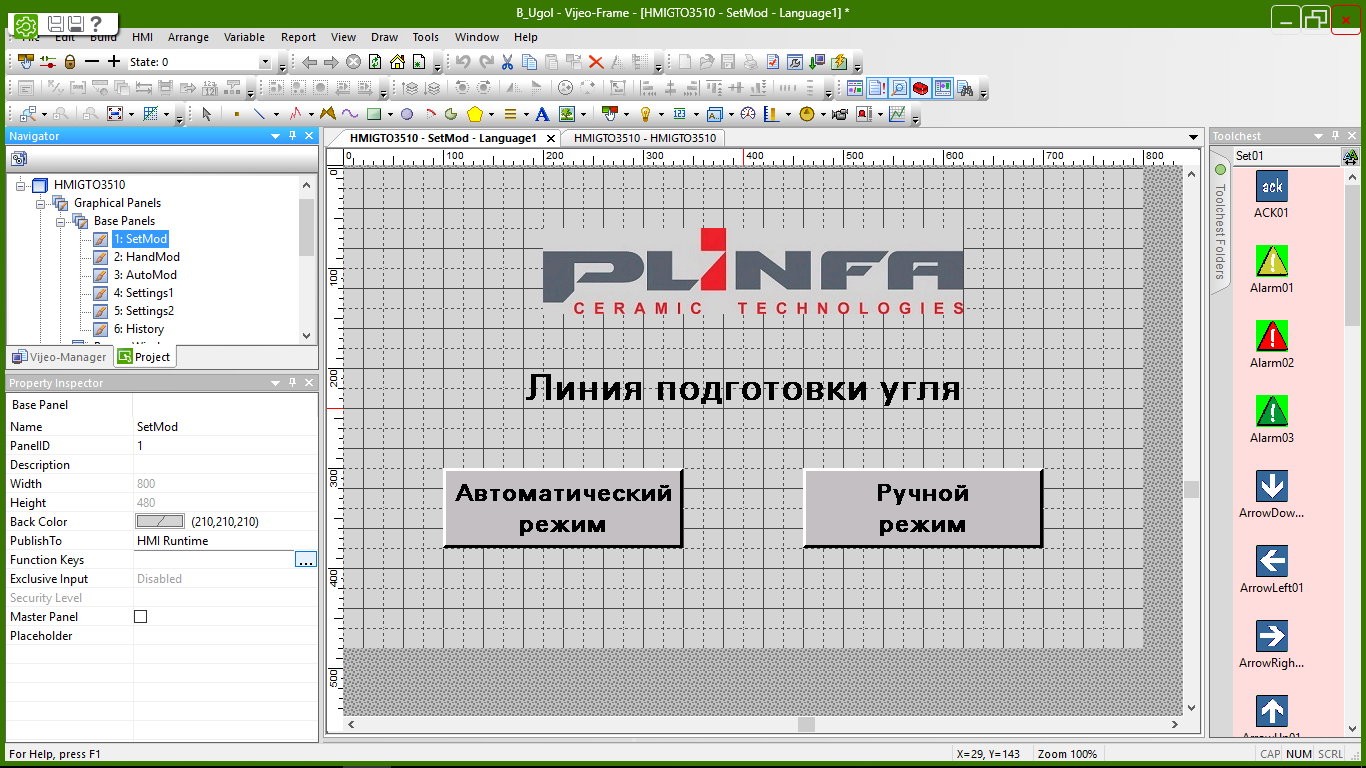 B_Ugol - Vijeo-Frame - [HMIGTO3510 - SetMod - Language1] *
Edit Build HMI Arrange Variable Report View Draw Tools Window Help
State: 0
Navigator
HMIGTO3510 - SetMod - Language1
HMIGTO3510 - HMIGTO3510
Toolchest
0 100 200 300 400 500 600 700 800
HMIGTO3510
Graphical Panels
Base Panels
1: SetMod
2: HandMod
3: AutoMod
4: Settings1
5: Settings2
6: History
Vijeo-Manager
Project
Property Inspector
Base Panel
Name SetMod
PanelID 1
Description
Width 800
Height 480
Back Color (210,210,210)
PublishTo HMI Runtime
Function Keys ...
Exclusive Input Disabled
Security Level
Master Panel
Placeholder
0
100
200
300
400
500
PLINFA
CERAMIC TECHNOLOGIES
Линия подготовки угля
Автоматический
режим
Ручной
режим
Set01
Toolchest Folders
ack
ACK01
Alarm01
Alarm02
Alarm03
ArrowDow...
ArrowLeft01
ArrowRigh...
For Help, press F1
X=29, Y=143
Zoom 100%
CAP NUM SCRL